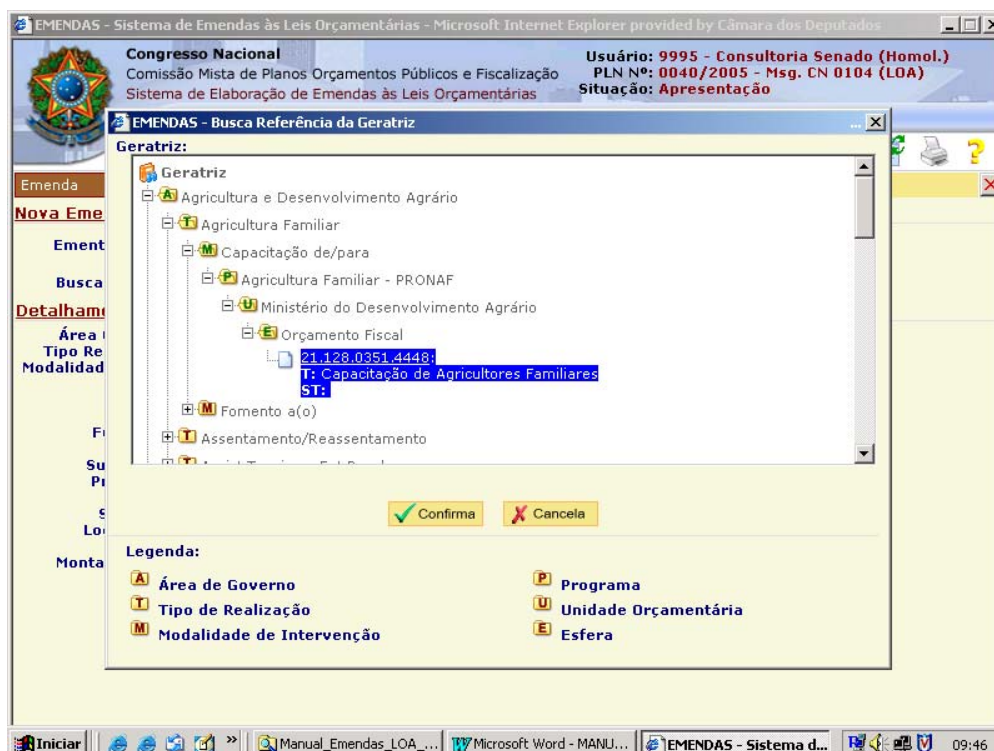 EMENDAS - Sistema de Emendas às Leis Orçamentárias - Microsoft Internet Explorer provided by Câmara dos Deputados
Congresso Nacional
Comissão Mista de Planos Orçamentos Públicos e Fiscalização
Sistema de Elaboração de Emendas às Leis Orçamentárias
Usuário: 9995 - Consultoria Senado (Homol.)
PLN Nº: 0040/2005 - Msg. CN 0104 (LOA)
Situação: Apresentação
EMENDAS - Busca Referência da Geratriz
Emenda
Nova Eme
Ement
Busca
Detalham
Área
Tipo Re
Modalidad
F
Su
P
S
Lo
Monta
Geratriz:
Geratriz
A Agricultura e Desenvolvimento Agrário
T Agricultura Familiar
M Capacitação de/para
P Agricultura Familiar - PRONAF
U Ministério do Desenvolvimento Agrário
E Orçamento Fiscal
21.128.0351.4448:
T: Capacitação de Agricultores Familiares
ST:
M Fomento a(o)
T Assentamento/Reassentamento
Confirma
Cancela
Legenda:
A Área de Governo
T Tipo de Realização
M Modalidade de Intervenção
P Programa
U Unidade Orçamentária
E Esfera
Iniciar
Manual_Emendas_LOA_...
Microsoft Word - MANU...
EMENDAS - Sistema d...
09:46